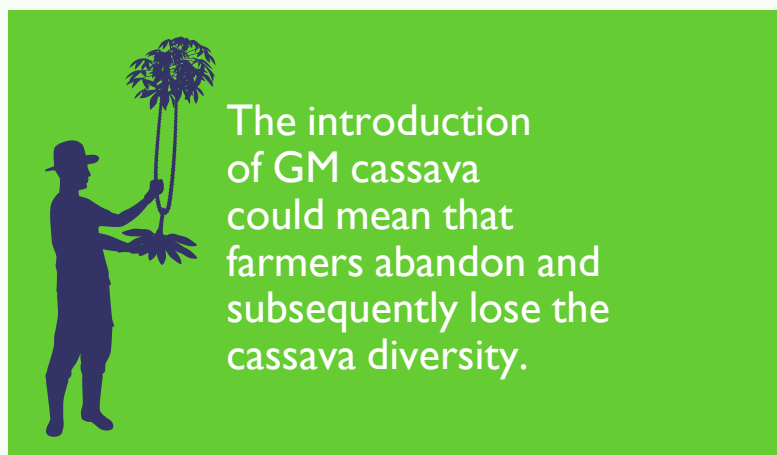 The introduction
of GM cassava
could mean that
farmers abandon and
subsequently lose the
cassava diversity.